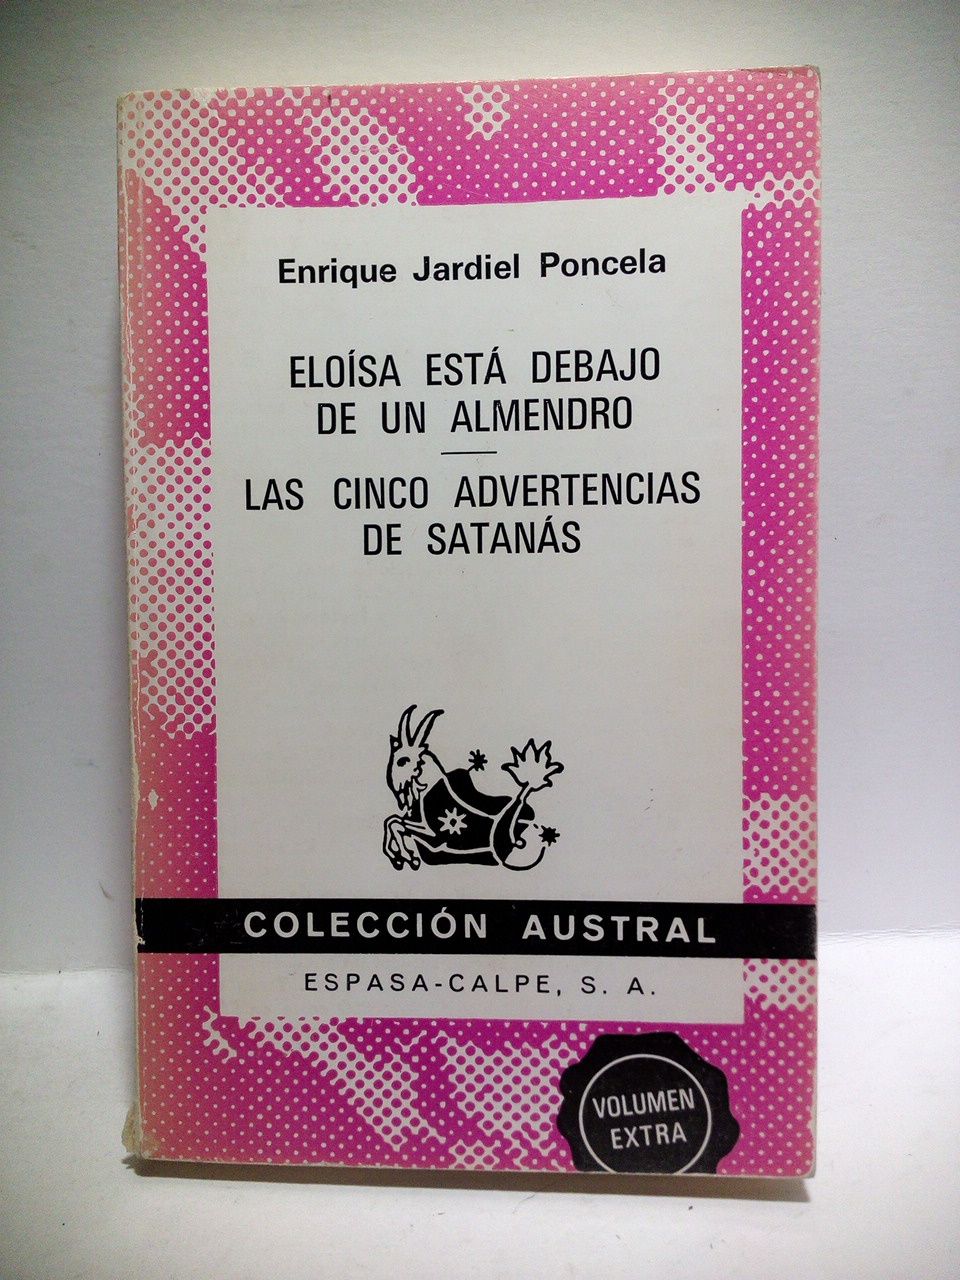 Enrique Jardiel Poncela
ELOÍSA ESTÁ DEBAJO
DE UN ALMENDRO
LAS CINCO ADVERTENCIAS
DE SATANÁS
COLECCIÓN AUSTRAL
ESPASA-CALPE, S. A.
VOLUMEN
EXTRA